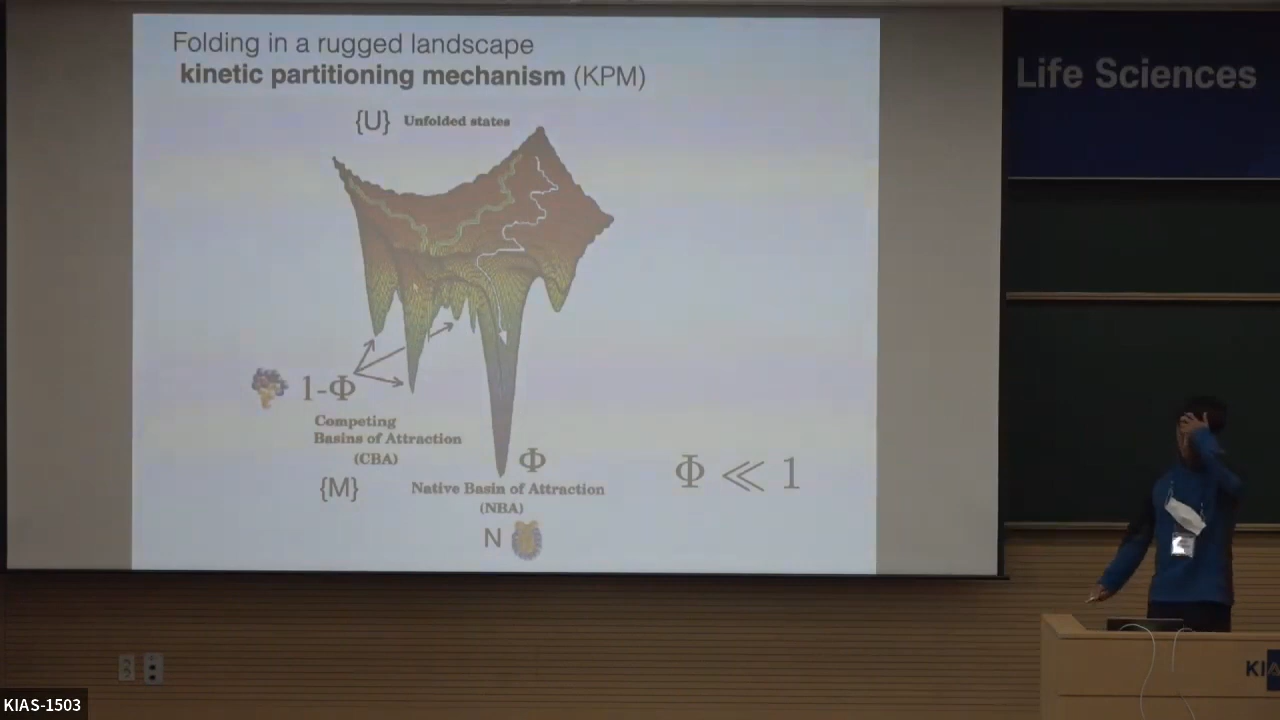 Folding in a rugged landscape
kinetic partitioning mechanism (KPM)
{U} Unfolded states
1-Φ
Competing
Basins of Attraction
(CBA)
{M}
Φ
Native Basin of Attraction
(NBA)
N
Φ ≪ 1
Life Sciences
KIA
KIAS-1503